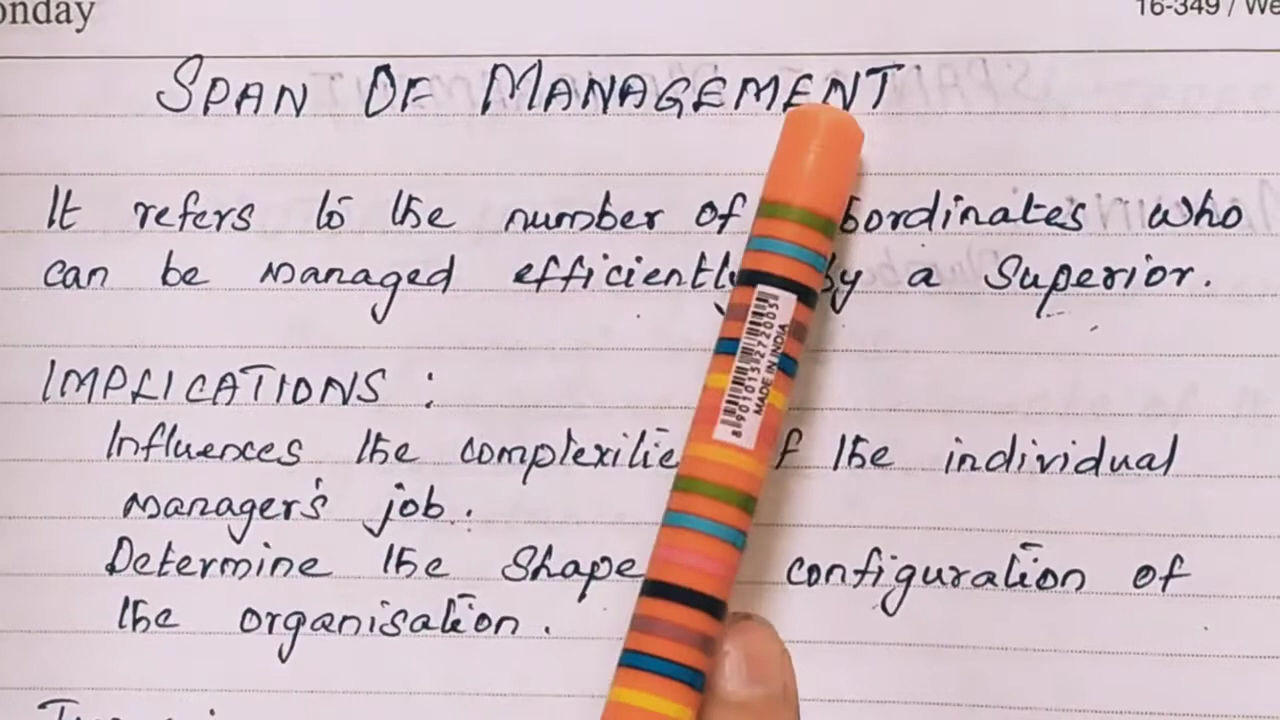 onday
16-349 / We
SPAN OF MANAGEMENT
It refers to the number of bordinates who
can be managed efficiently by a Superior.
IMPLICATIONS :
Influences the complexitie f the individual
manager's job.
Determine the Shape configuration of
the organisation.
8901015272005
MADE IN INDIA